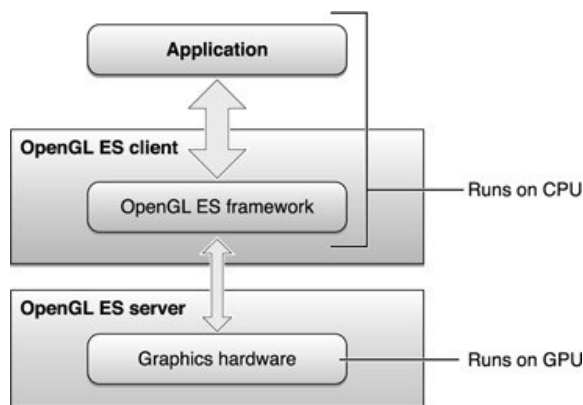 Application
OpenGL ES client
OpenGL ES framework
Runs on CPU
OpenGL ES server
Graphics hardware
Runs on GPU